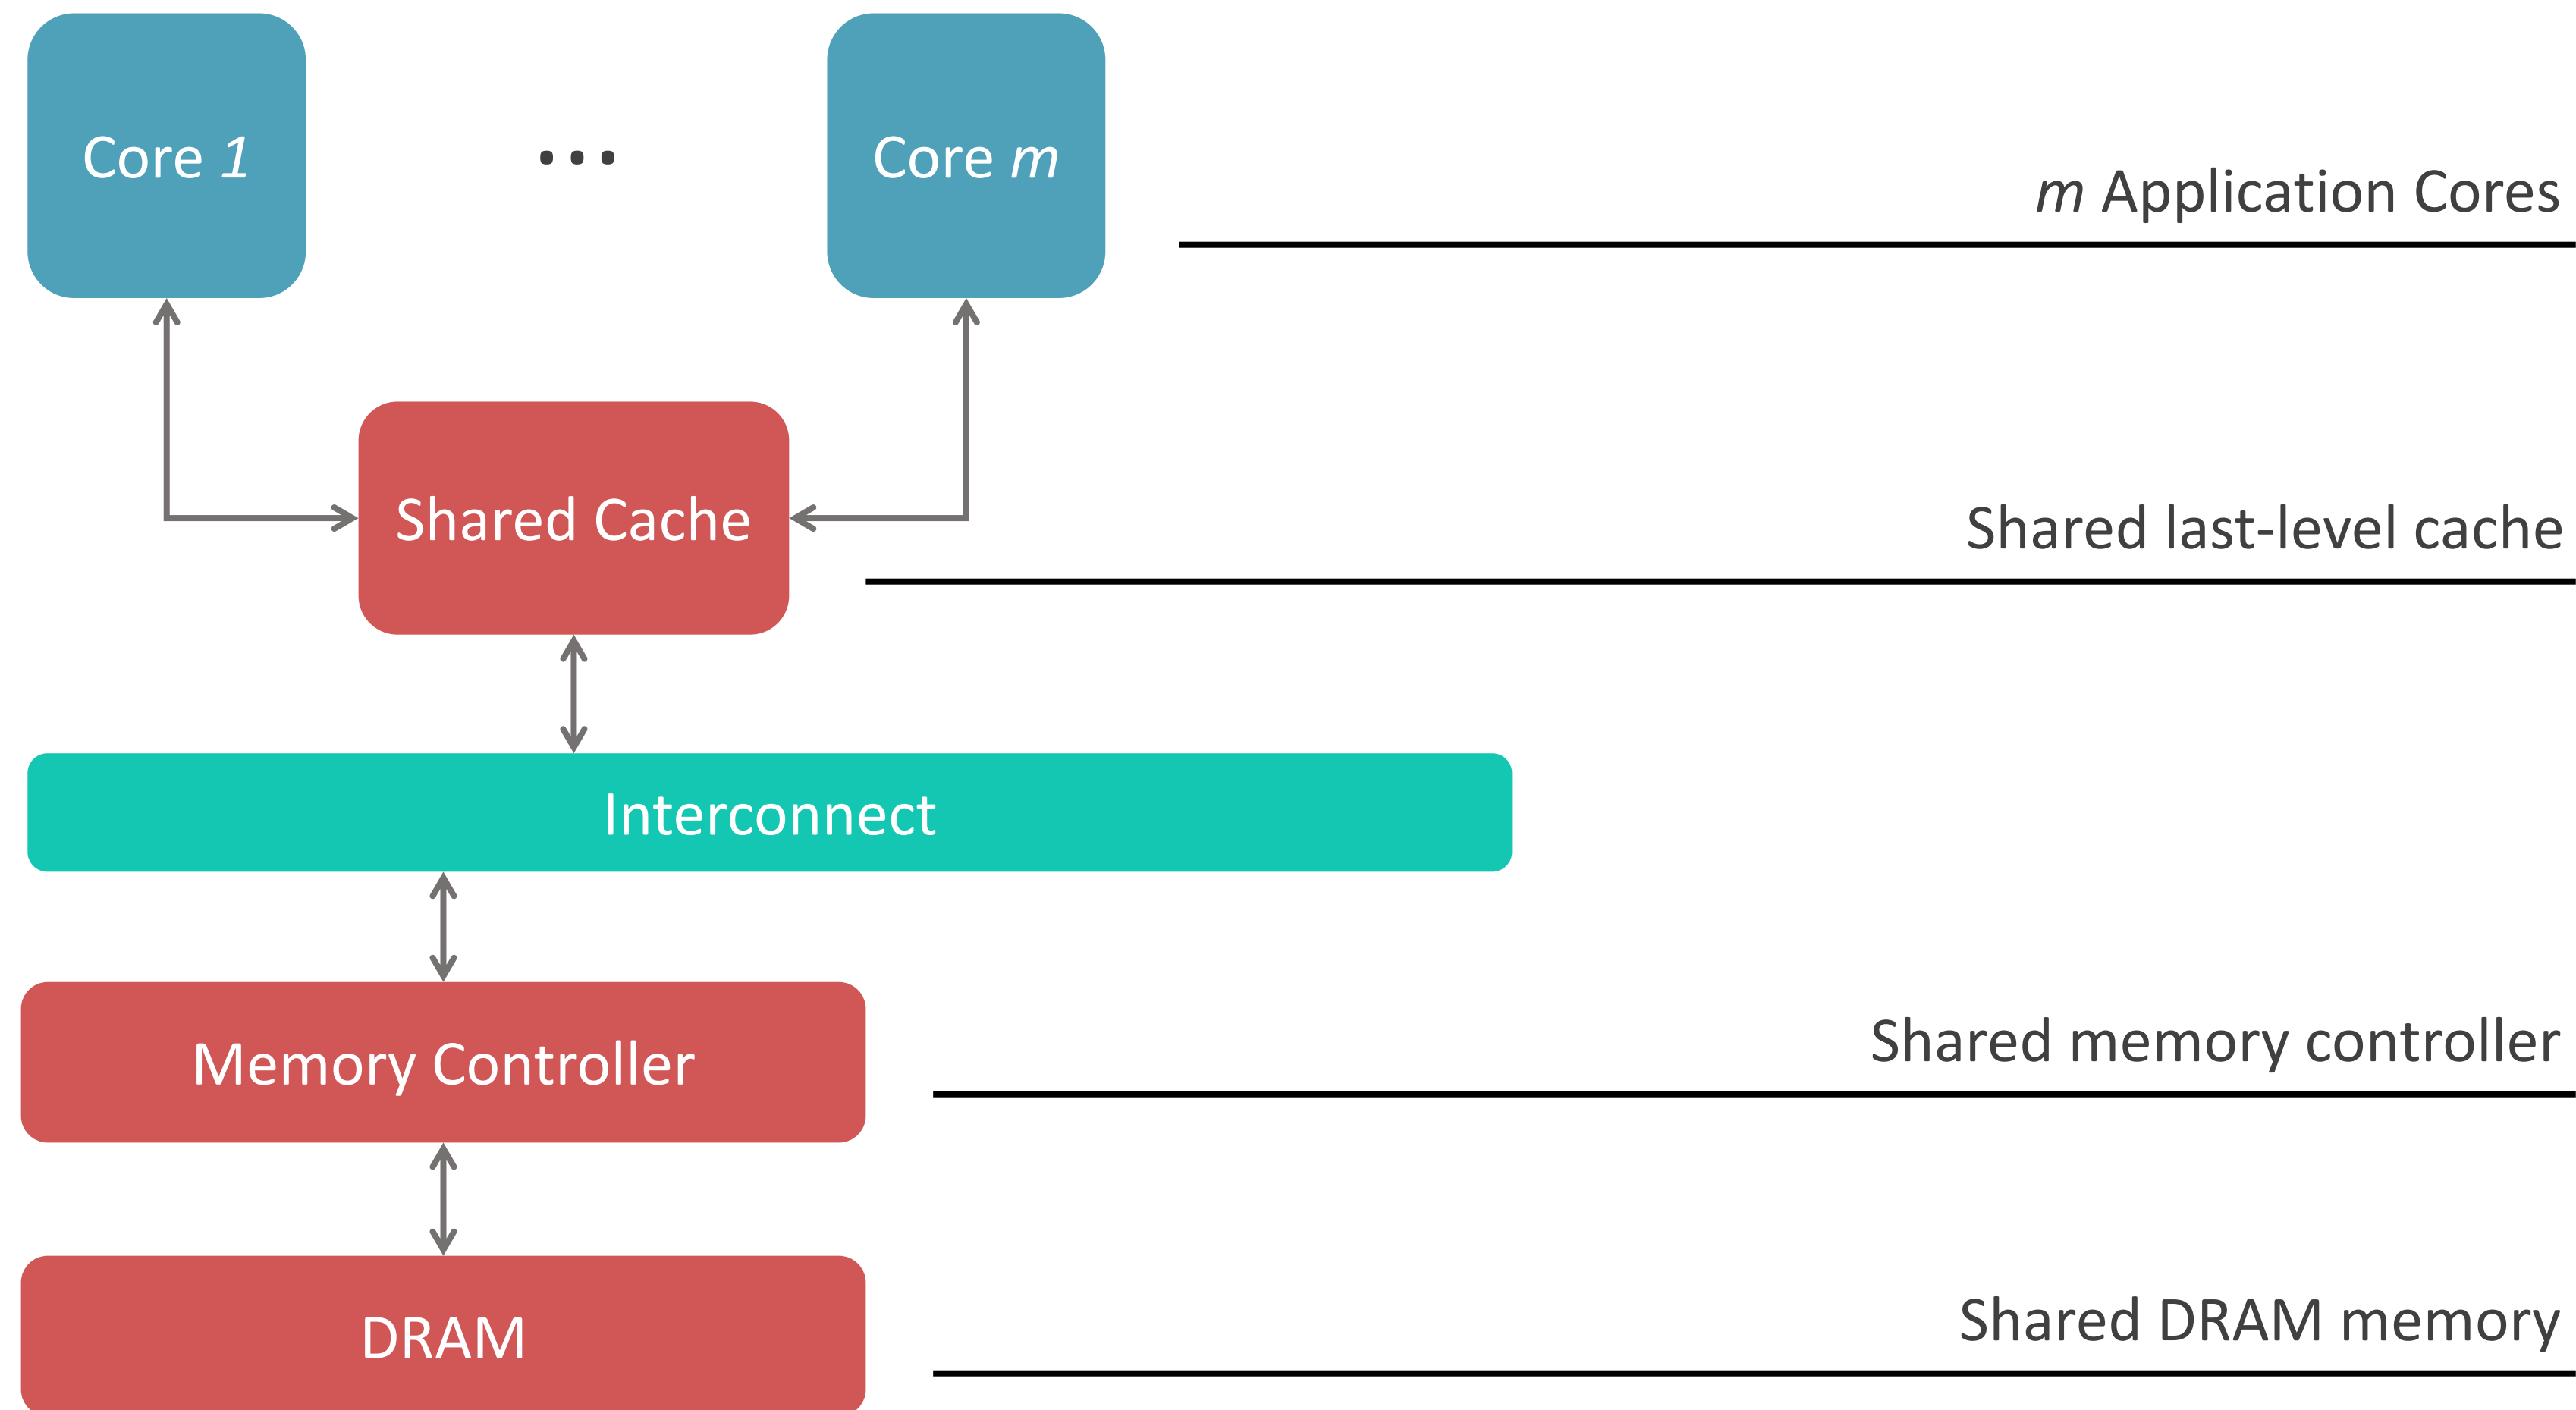 Core 1
...
Core m
m Application Cores
Shared Cache
Shared last-level cache
Interconnect
Memory Controller
Shared memory controller
DRAM
Shared DRAM memory